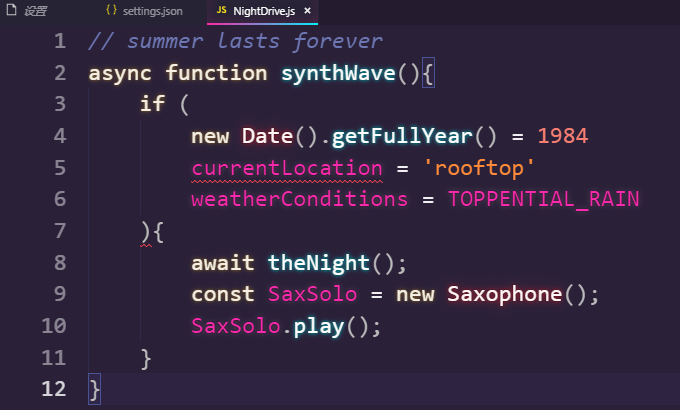 设置 { } settings.json JS NightDrive.js ×
1 // summer lasts forever
2 async function synthWave(){
3 if (
4 new Date().getFullYear() = 1984
5 currentLocation = 'rooftop'
6 weatherConditions = TOPPENTIAL_RAIN
7 ){
8 await theNight();
9 const SaxSolo = new Saxophone();
10 SaxSolo.play();
11 }
12 }